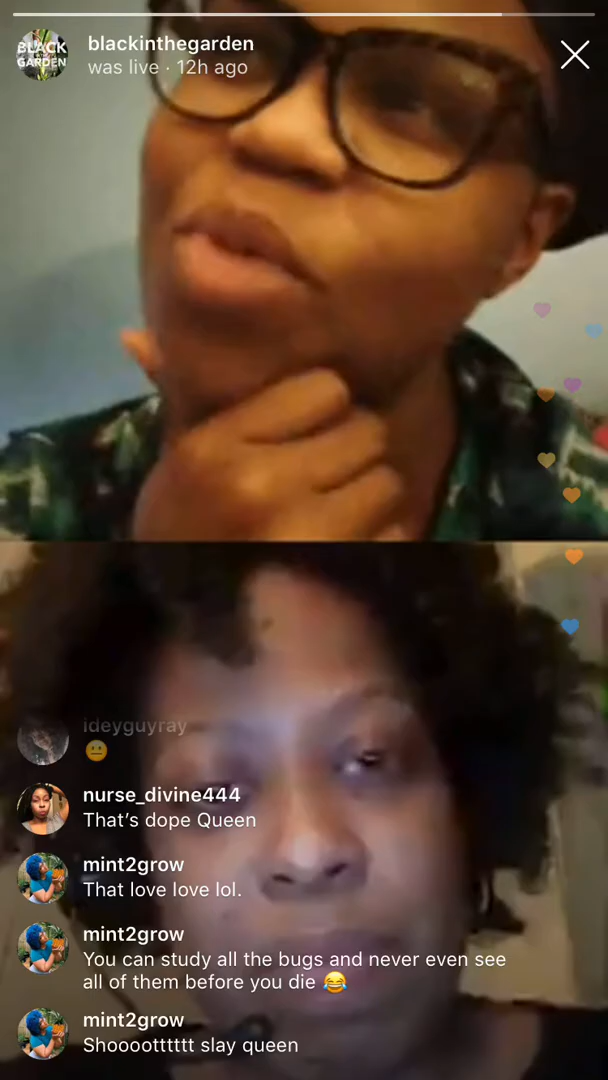 BLACK
GARDEN
blackinthegarden
was live · 12h ago
ideyguyray
😐
nurse_divine444
That’s dope Queen
mint2grow
That love love lol.
mint2grow
You can study all the bugs and never even see
all of them before you die 😂
mint2grow
Shooootttttt slay queen